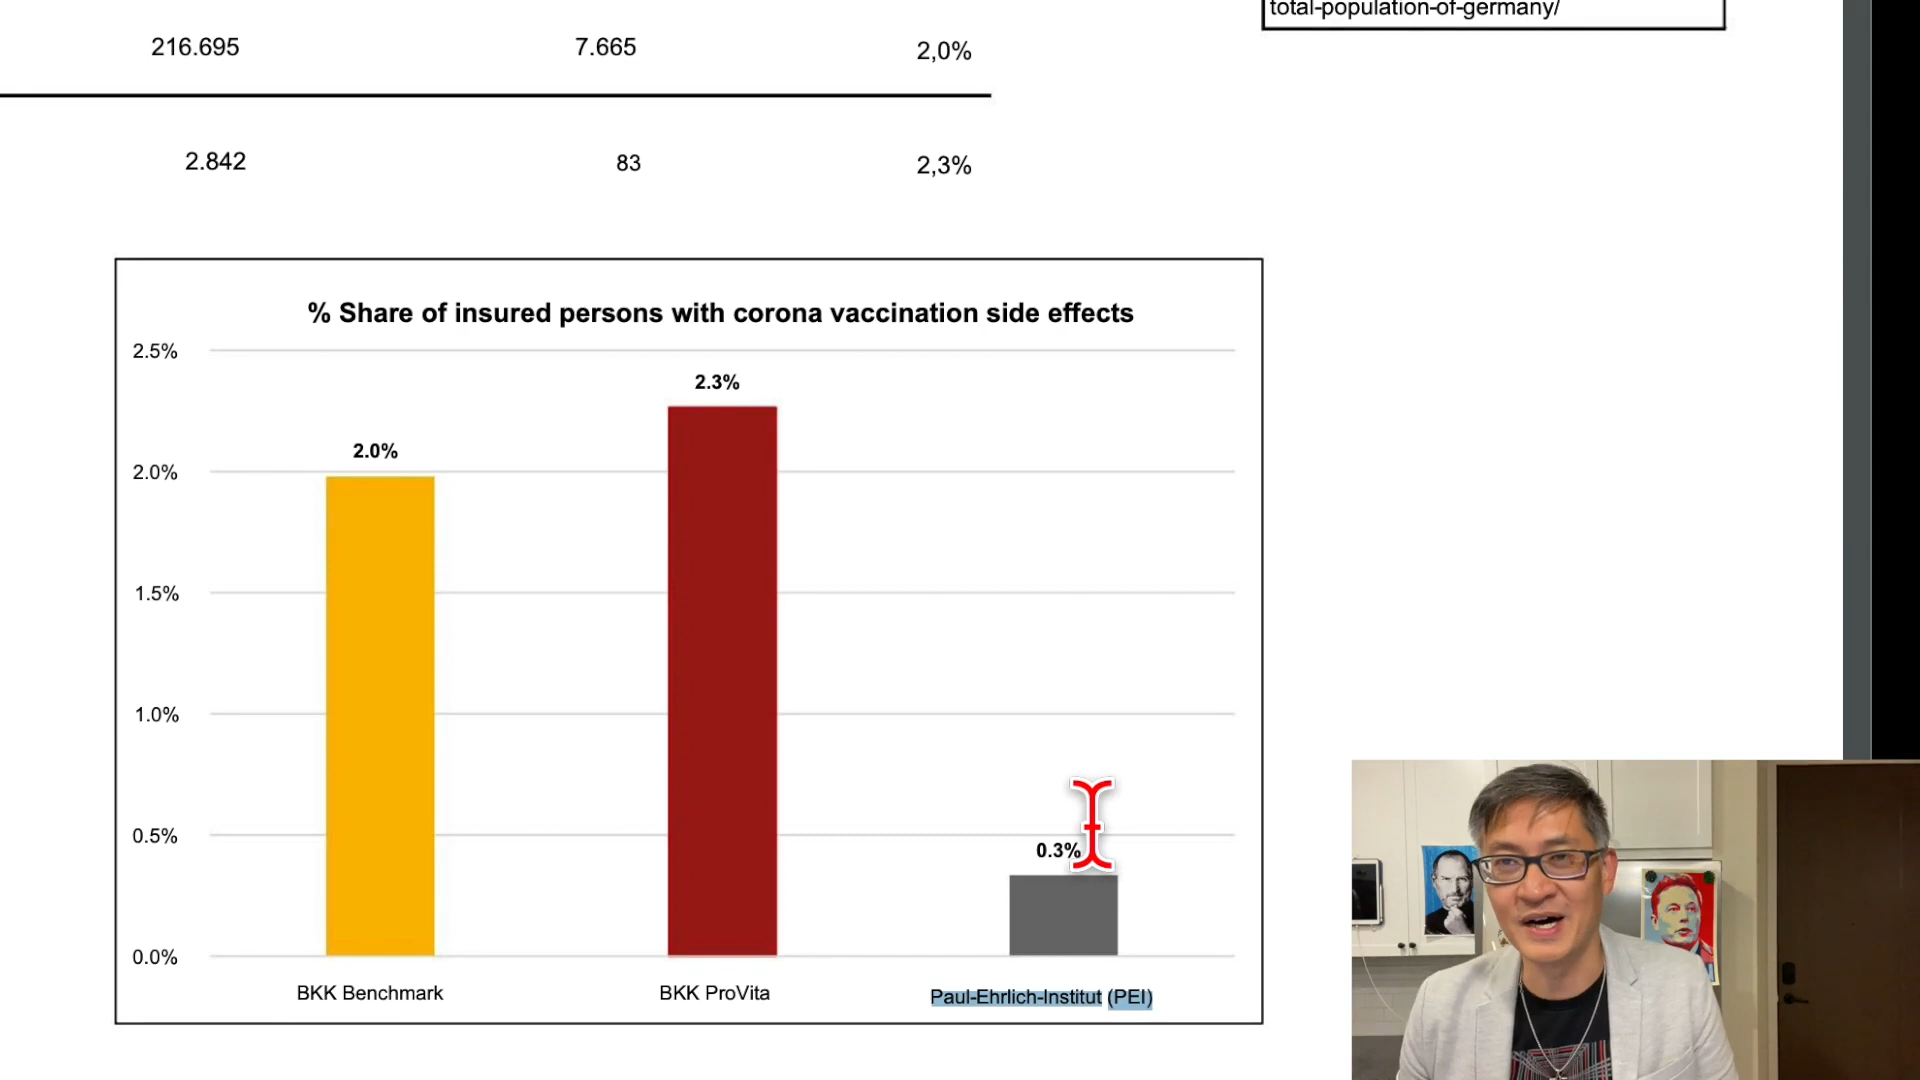 total-population-of-germany/
216.695 7.665 2,0%
2.842 83 2,3%
% Share of insured persons with corona vaccination side effects
2.5%
2.3%
2.0%
2.0%
1.5%
1.0%
0.5%
0.3%
0.0%
BKK Benchmark BKK ProVita Paul-Ehrlich-Institut (PEI)